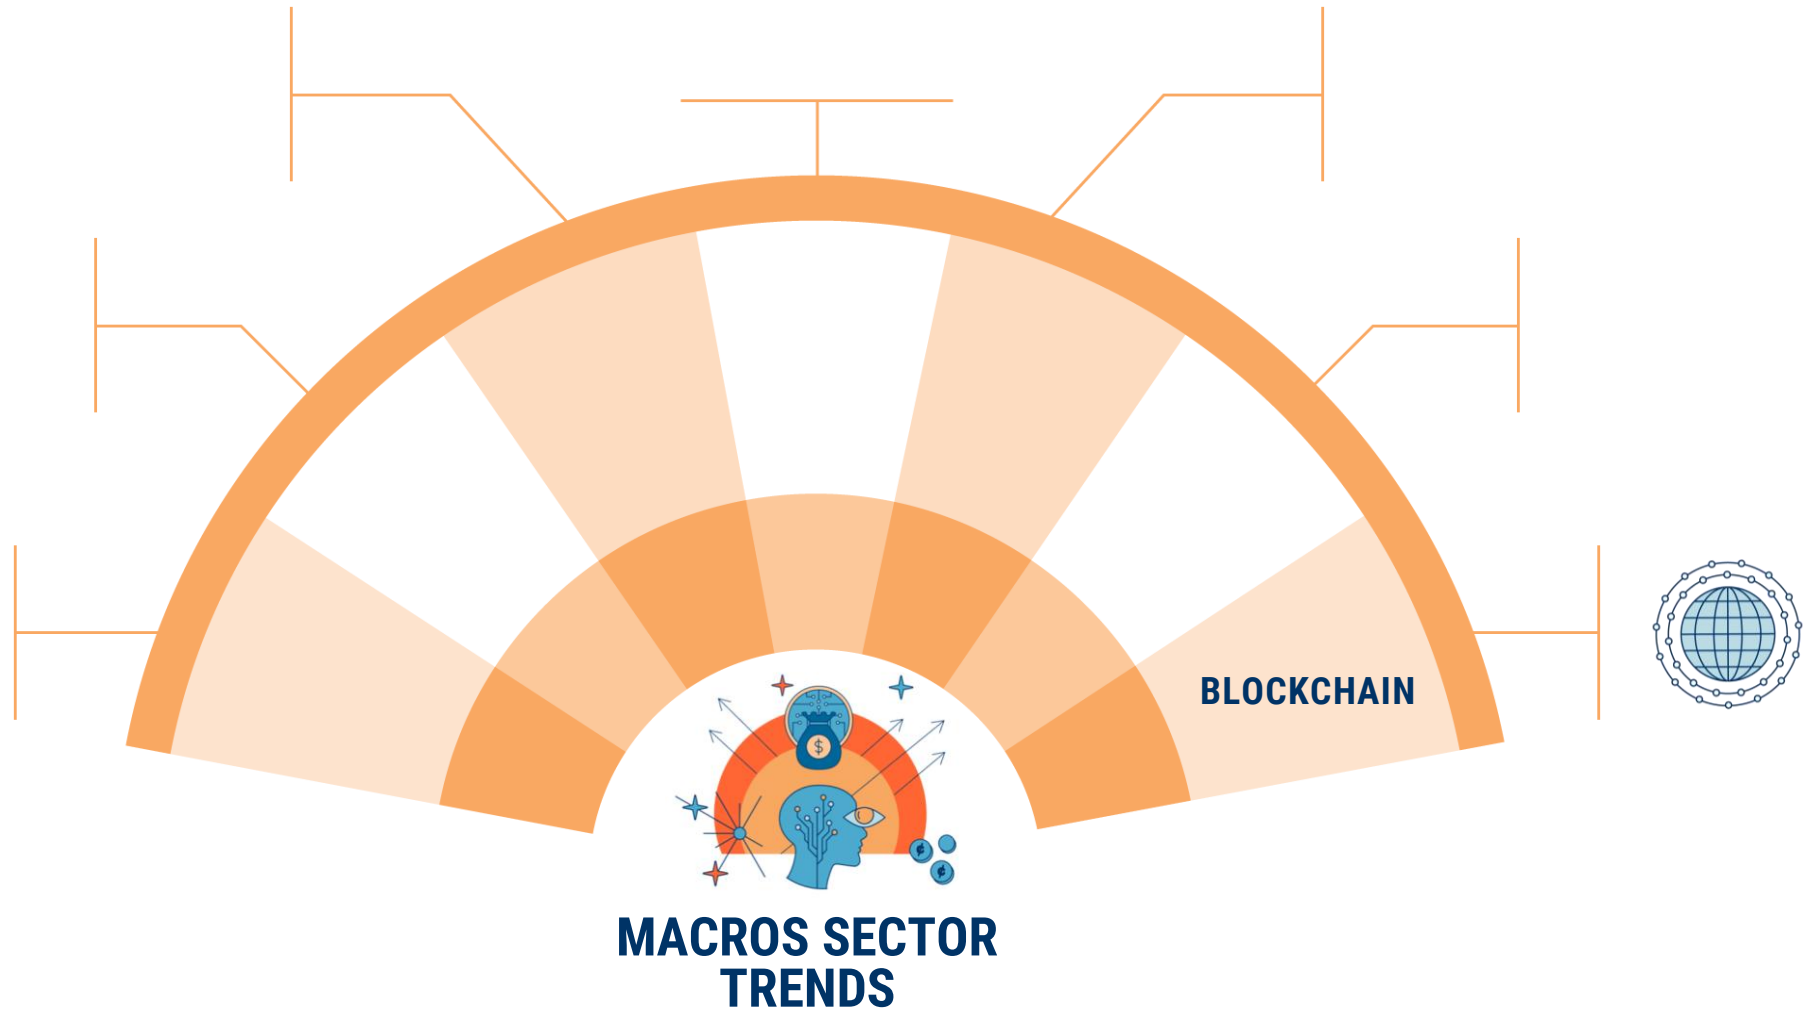 BLOCKCHAIN
$
¢
¢
MACROS SECTOR
TRENDS